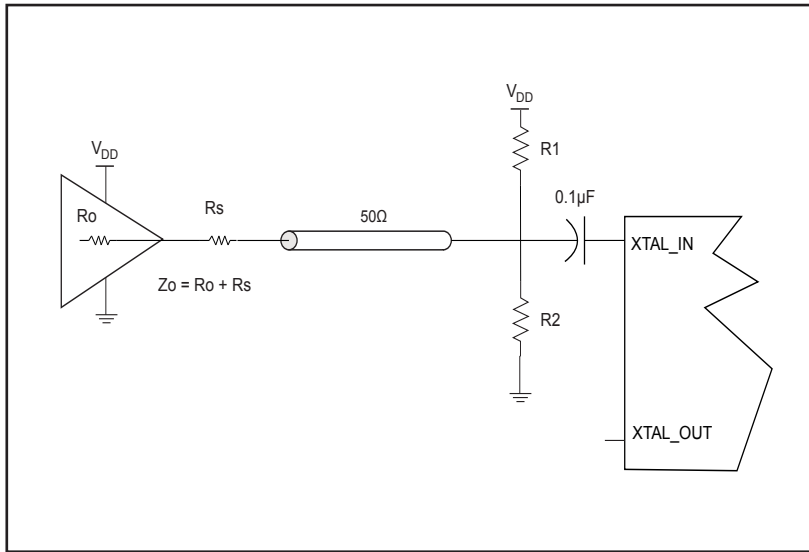 V_DD
R1
V_DD
0.1µF
Ro
Rs
50Ω
XTAL_IN
Zo = Ro + Rs
R2
XTAL_OUT